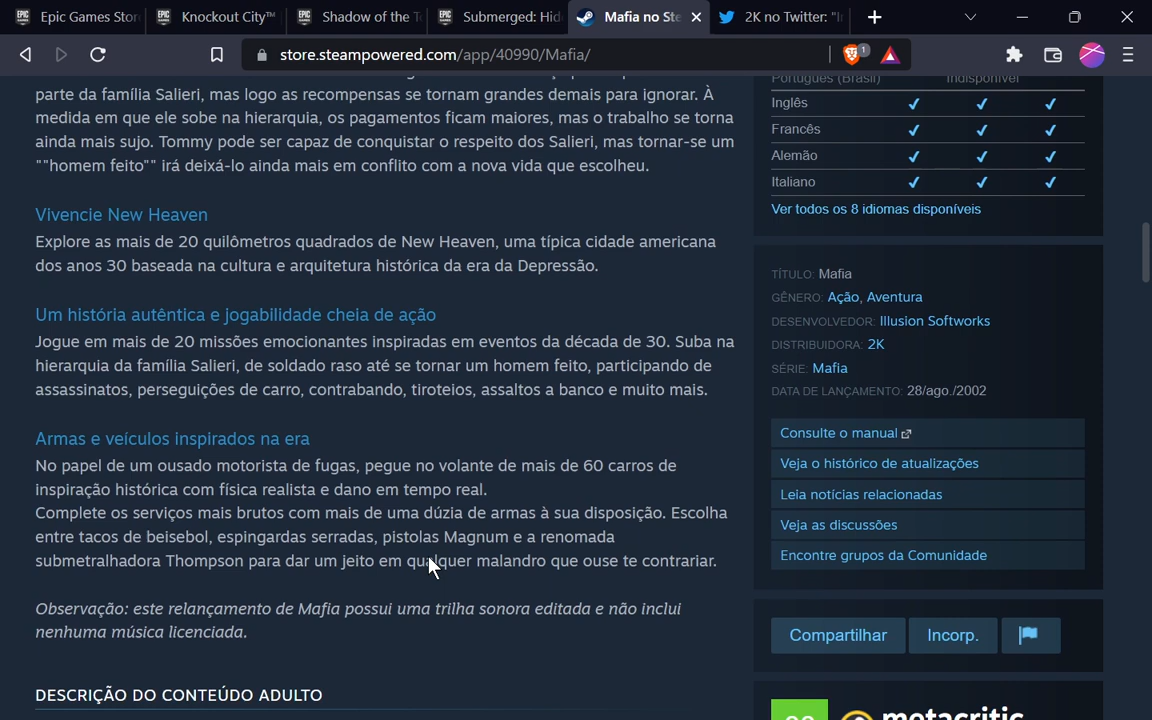 Epic Games Stor
Knockout City™
Shadow of the T
Submerged: Hid
Mafia no Ste
2K no Twitter: "
store.steampowered.com/app/40990/Mafia/
1
parte da família Salieri, mas logo as recompensas se tornam grandes demais para ignorar. À
medida em que ele sobe na hierarquia, os pagamentos ficam maiores, mas o trabalho se torna
ainda mais sujo. Tommy pode ser capaz de conquistar o respeito dos Salieri, mas tornar-se um
""homem feito"" irá deixá-lo ainda mais em conflito com a nova vida que escolheu.
Vivencie New Heaven
Explore as mais de 20 quilômetros quadrados de New Heaven, uma típica cidade americana
dos anos 30 baseada na cultura e arquitetura histórica da era da Depressão.
Um história autêntica e jogabilidade cheia de ação
Jogue em mais de 20 missões emocionantes inspiradas em eventos da década de 30. Suba na
hierarquia da família Salieri, de soldado raso até se tornar um homem feito, participando de
assassinatos, perseguições de carro, contrabando, tiroteios, assaltos a banco e muito mais.
Armas e veículos inspirados na era
No papel de um ousado motorista de fugas, pegue no volante de mais de 60 carros de
inspiração histórica com física realista e dano em tempo real.
Complete os serviços mais brutos com mais de uma dúzia de armas à sua disposição. Escolha
entre tacos de beisebol, espingardas serradas, pistolas Magnum e a renomada
submetralhadora Thompson para dar um jeito em qualquer malandro que ouse te contrariar.
Observação: este relançamento de Mafia possui uma trilha sonora editada e não inclui
nenhuma música licenciada.
DESCRIÇÃO DO CONTEÚDO ADULTO
Português (Brasil) Indisponível
Inglês ✔ ✔ ✔
Francês ✔ ✔ ✔
Alemão ✔ ✔ ✔
Italiano ✔ ✔ ✔
Ver todos os 8 idiomas disponíveis
TÍTULO: Mafia
GÊNERO: Ação, Aventura
DESENVOLVEDOR: Illusion Softworks
DISTRIBUIDORA: 2K
SÉRIE: Mafia
DATA DE LANÇAMENTO: 28/ago./2002
Consulte o manual
Veja o histórico de atualizações
Leia notícias relacionadas
Veja as discussões
Encontre grupos da Comunidade
Compartilhar
Incorp.
metacritic